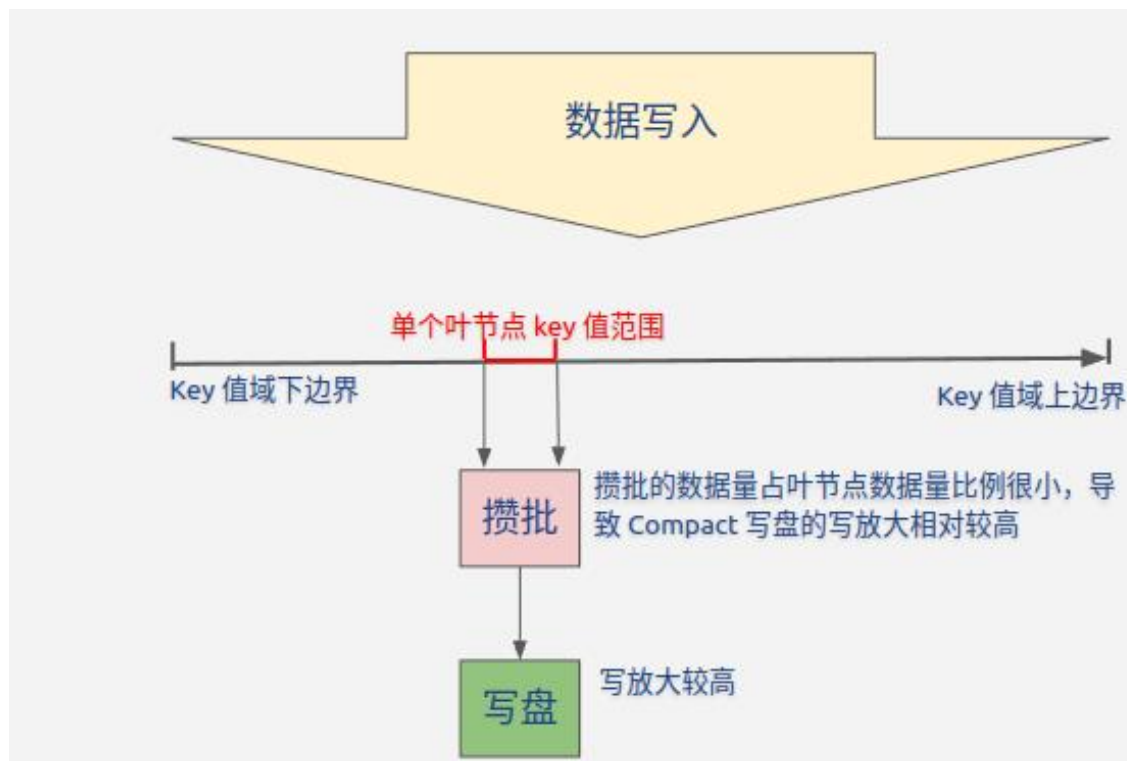 数据写入
单个叶节点 key 值范围
Key 值域下边界
Key 值域上边界
攒批
攒批的数据量占叶节点数据量比例很小，导
致 Compact 写盘的写放大相对较高
写盘
写放大较高